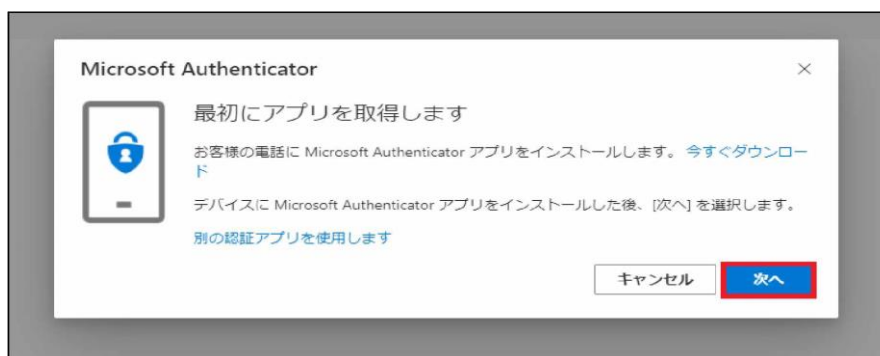 Microsoft Authenticator
最初にアプリを取得します
お客様の電話に Microsoft Authenticator アプリをインストールします。今すぐダウンロー
ド
デバイスに Microsoft Authenticator アプリをインストールした後、[次へ] を選択します。
別の認証アプリを使用します
キャンセル 次へ